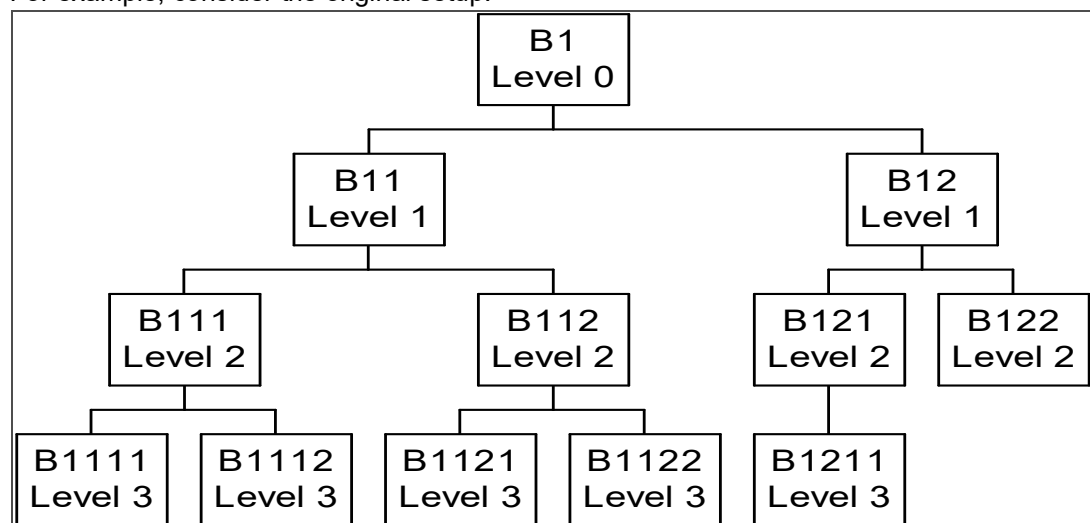 For example, consider the original setup:
B1
Level 0
B11
Level 1
B12
Level 1
B111
Level 2
B112
Level 2
B121
Level 2
B122
Level 2
B1111
Level 3
B1112
Level 3
B1121
Level 3
B1122
Level 3
B1211
Level 3